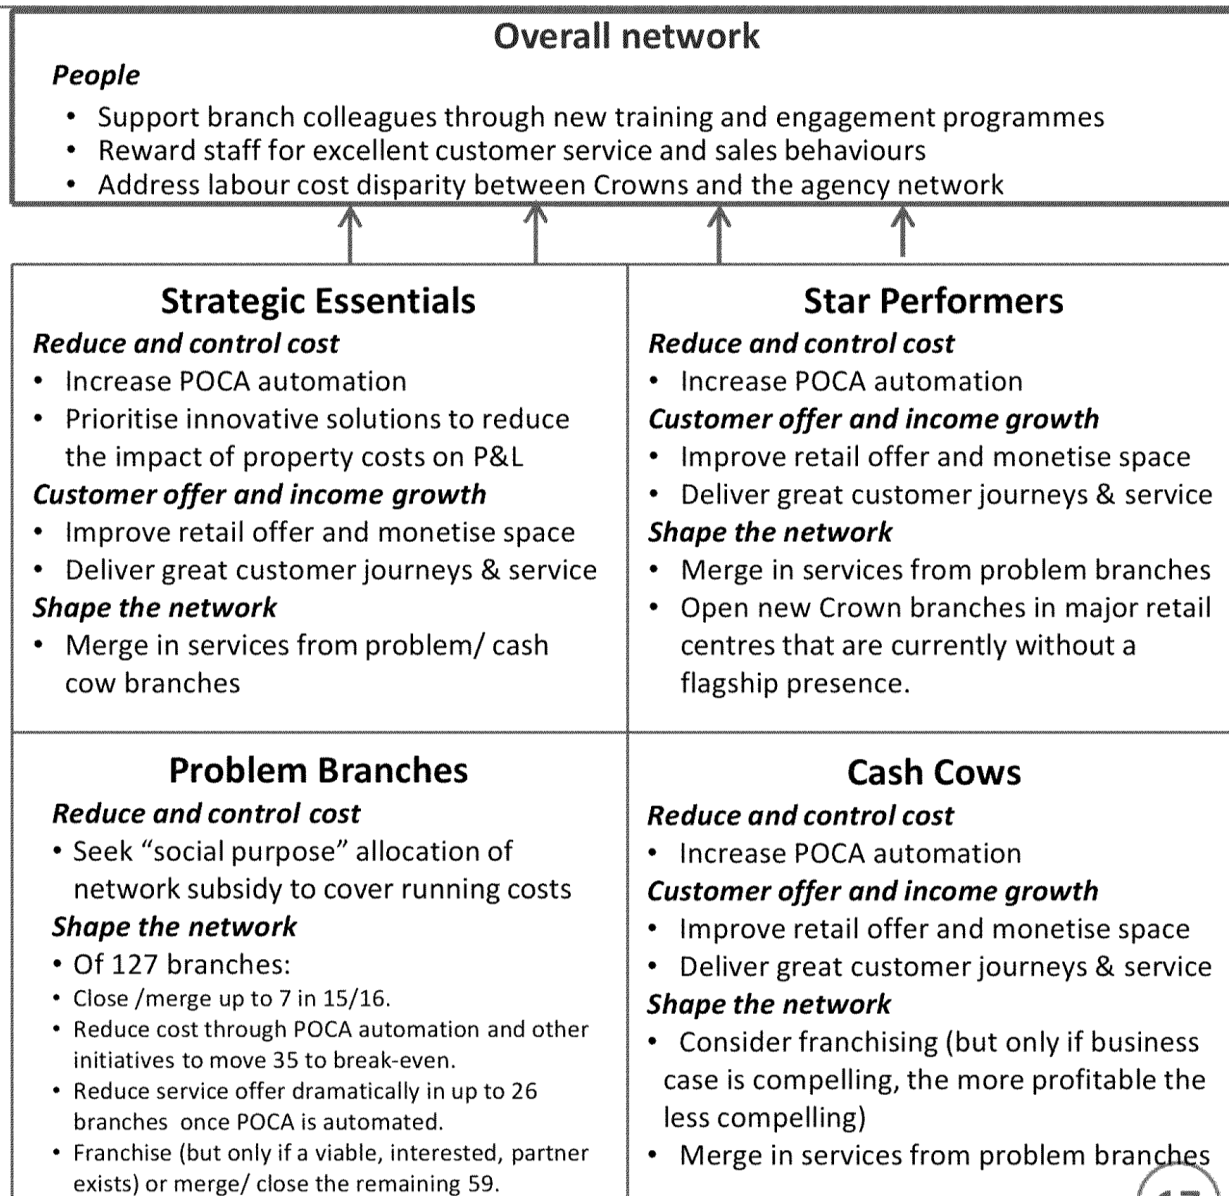 Overall network
People
• Support branch colleagues through new training and engagement programmes
• Reward staff for excellent customer service and sales behaviours
• Address labour cost disparity between Crowns and the agency network
Strategic Essentials
Reduce and control cost
• Increase POCA automation
• Prioritise innovative solutions to reduce
the impact of property costs on P&L
Customer offer and income growth
• Improve retail offer and monetise space
• Deliver great customer journeys & service
Shape the network
• Merge in services from problem/ cash
cow branches
Star Performers
Reduce and control cost
• Increase POCA automation
Customer offer and income growth
• Improve retail offer and monetise space
• Deliver great customer journeys & service
Shape the network
• Merge in services from problem branches
• Open new Crown branches in major retail
centres that are currently without a
flagship presence.
Problem Branches
Reduce and control cost
• Seek “social purpose” allocation of
network subsidy to cover running costs
Shape the network
• Of 127 branches:
• Close /merge up to 7 in 15/16.
• Reduce cost through POCA automation and other
initiatives to move 35 to break-even.
• Reduce service offer dramatically in up to 26
branches once POCA is automated.
• Franchise (but only if a viable, interested, partner
exists) or merge/ close the remaining 59.
Cash Cows
Reduce and control cost
• Increase POCA automation
Customer offer and income growth
• Improve retail offer and monetise space
• Deliver great customer journeys & service
Shape the network
• Consider franchising (but only if business
case is compelling, the more profitable the
less compelling)
• Merge in services from problem branches